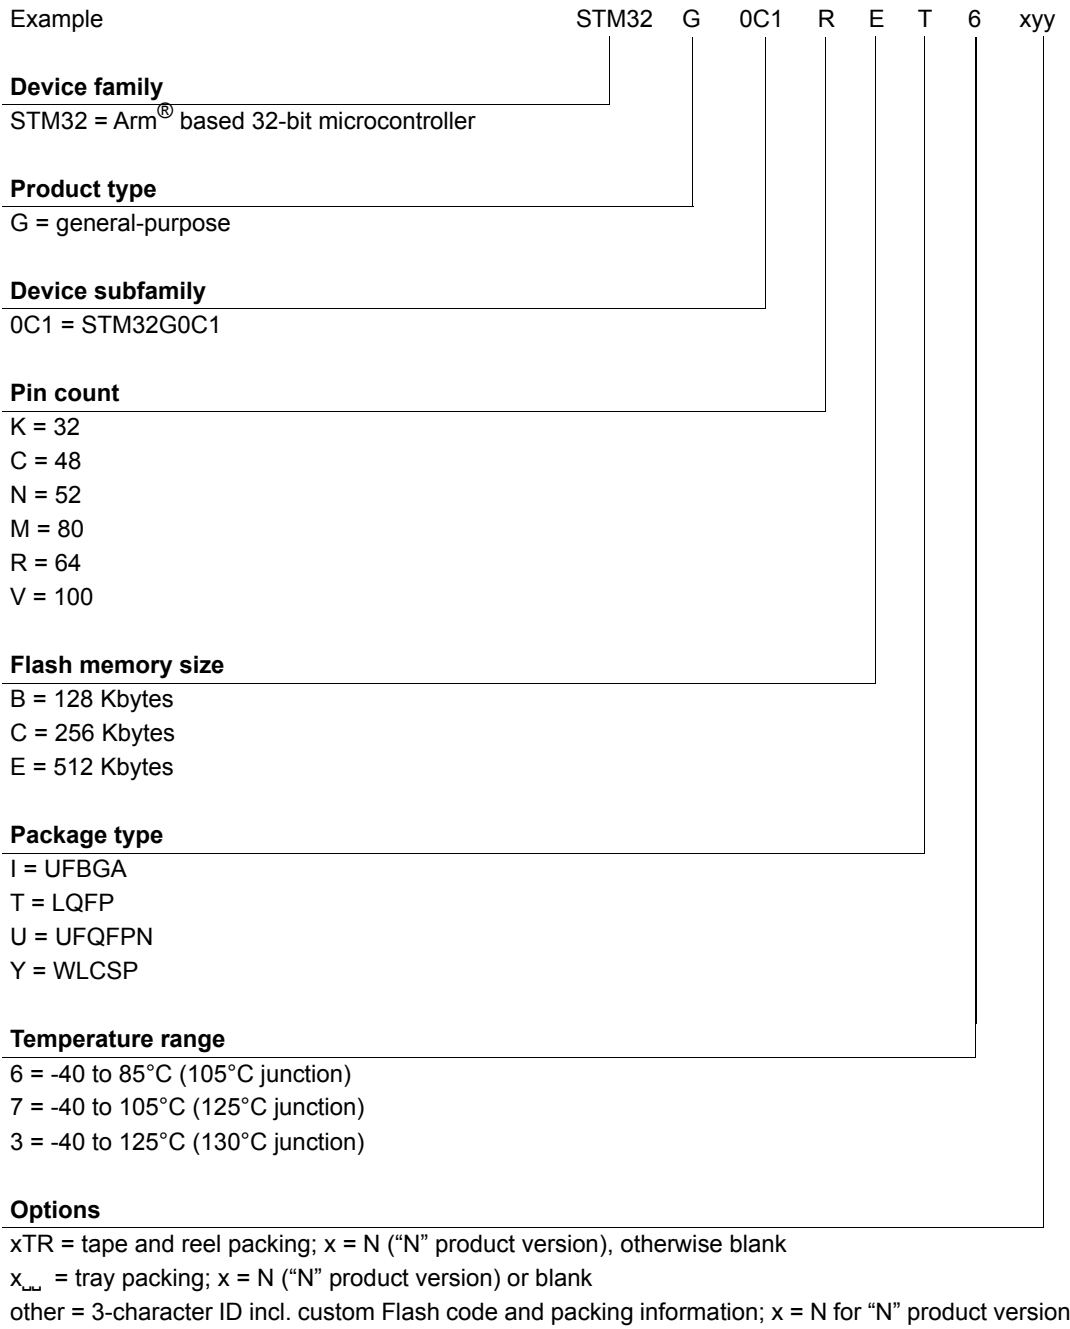 Example STM32 G 0C1 R E T 6 xyy
Device family
STM32 = Arm® based 32-bit microcontroller
Product type
G = general-purpose
Device subfamily
0C1 = STM32G0C1
Pin count
K = 32
C = 48
N = 52
M = 80
R = 64
V = 100
Flash memory size
B = 128 Kbytes
C = 256 Kbytes
E = 512 Kbytes
Package type
I = UFBGA
T = LQFP
U = UFQFPN
Y = WLCSP
Temperature range
6 = -40 to 85°C (105°C junction)
7 = -40 to 105°C (125°C junction)
3 = -40 to 125°C (130°C junction)
Options
xTR = tape and reel packing; x = N (“N” product version), otherwise blank
x␣␣ = tray packing; x = N (“N” product version) or blank
other = 3-character ID incl. custom Flash code and packing information; x = N for “N” product version